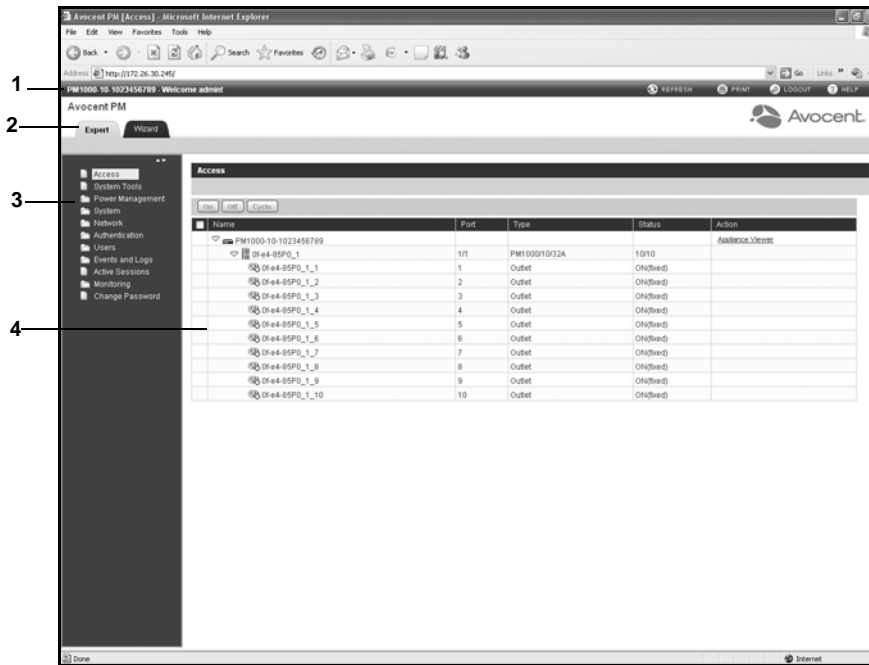 Avocent PM [Access] - Microsoft Internet Explorer
File Edit View Favorites Tools Help
Back Search Favorites
Address http://172.26.30.245/ Go Links »
1
PM1000-10-1023456789 - Welcome admin! REFRESH PRINT LOGOUT HELP
Avocent PM
Avocent.
2
Expert Wizard
3
Access
System Tools
Power Management
System
Network
Authentication
Users
Events and Logs
Active Sessions
Monitoring
Change Password
Access
On Off Cycle
Name Port Type Status Action
PM1000-10-1023456789 Appliance Viewer
0f-e4-85P0_1 1/1 PM1000/10/32A 10/10
0f-e4-85P0_1_1 1 Outlet ON(fixed)
0f-e4-85P0_1_2 2 Outlet ON(fixed)
0f-e4-85P0_1_3 3 Outlet ON(fixed)
0f-e4-85P0_1_4 4 Outlet ON(fixed)
4
0f-e4-85P0_1_5 5 Outlet ON(fixed)
0f-e4-85P0_1_6 6 Outlet ON(fixed)
0f-e4-85P0_1_7 7 Outlet ON(fixed)
0f-e4-85P0_1_8 8 Outlet ON(fixed)
0f-e4-85P0_1_9 9 Outlet ON(fixed)
0f-e4-85P0_1_10 10 Outlet ON(fixed)
Done Internet